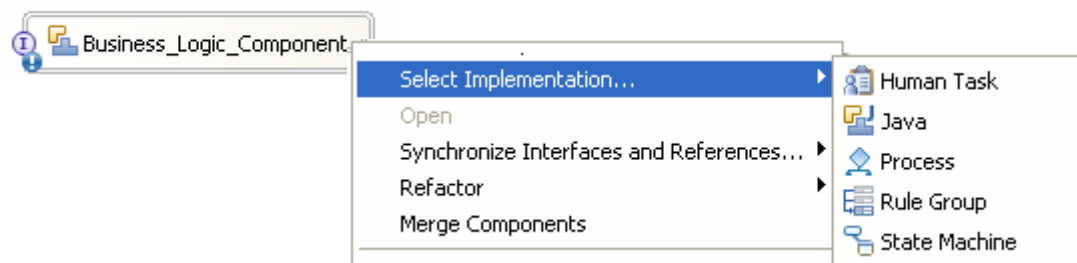 Business_Logic_Component
Select Implementation...
Open
Synchronize Interfaces and References...
Refactor
Merge Components
Human Task
Java
Process
Rule Group
State Machine